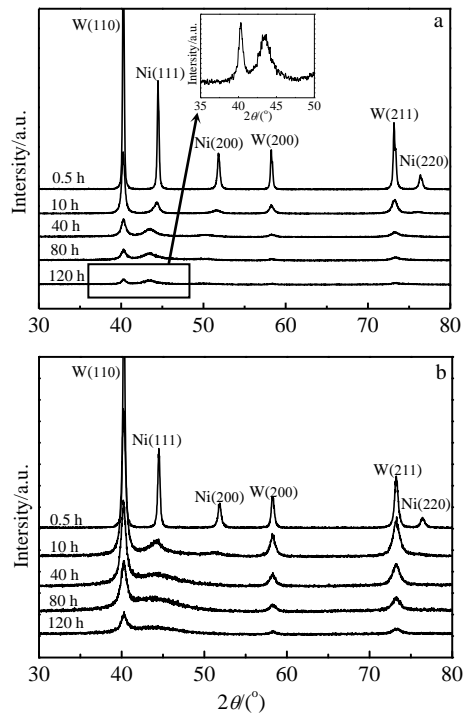 a
W(110)
Intersity/a.u.
35 40 45 50
2θ/(°)
Ni(111)
Ni(200)
W(200)
W(211)
Ni(220)
Intersity/a.u.
0.5 h
10 h
40 h
80 h
120 h
30 40 50 60 70 80
b
W(110)
Ni(111)
Ni(200)
W(200)
W(211)
Ni(220)
Intersity/a.u.
0.5 h
10 h
40 h
80 h
120 h
30 40 50 60 70 80
2θ/(°)